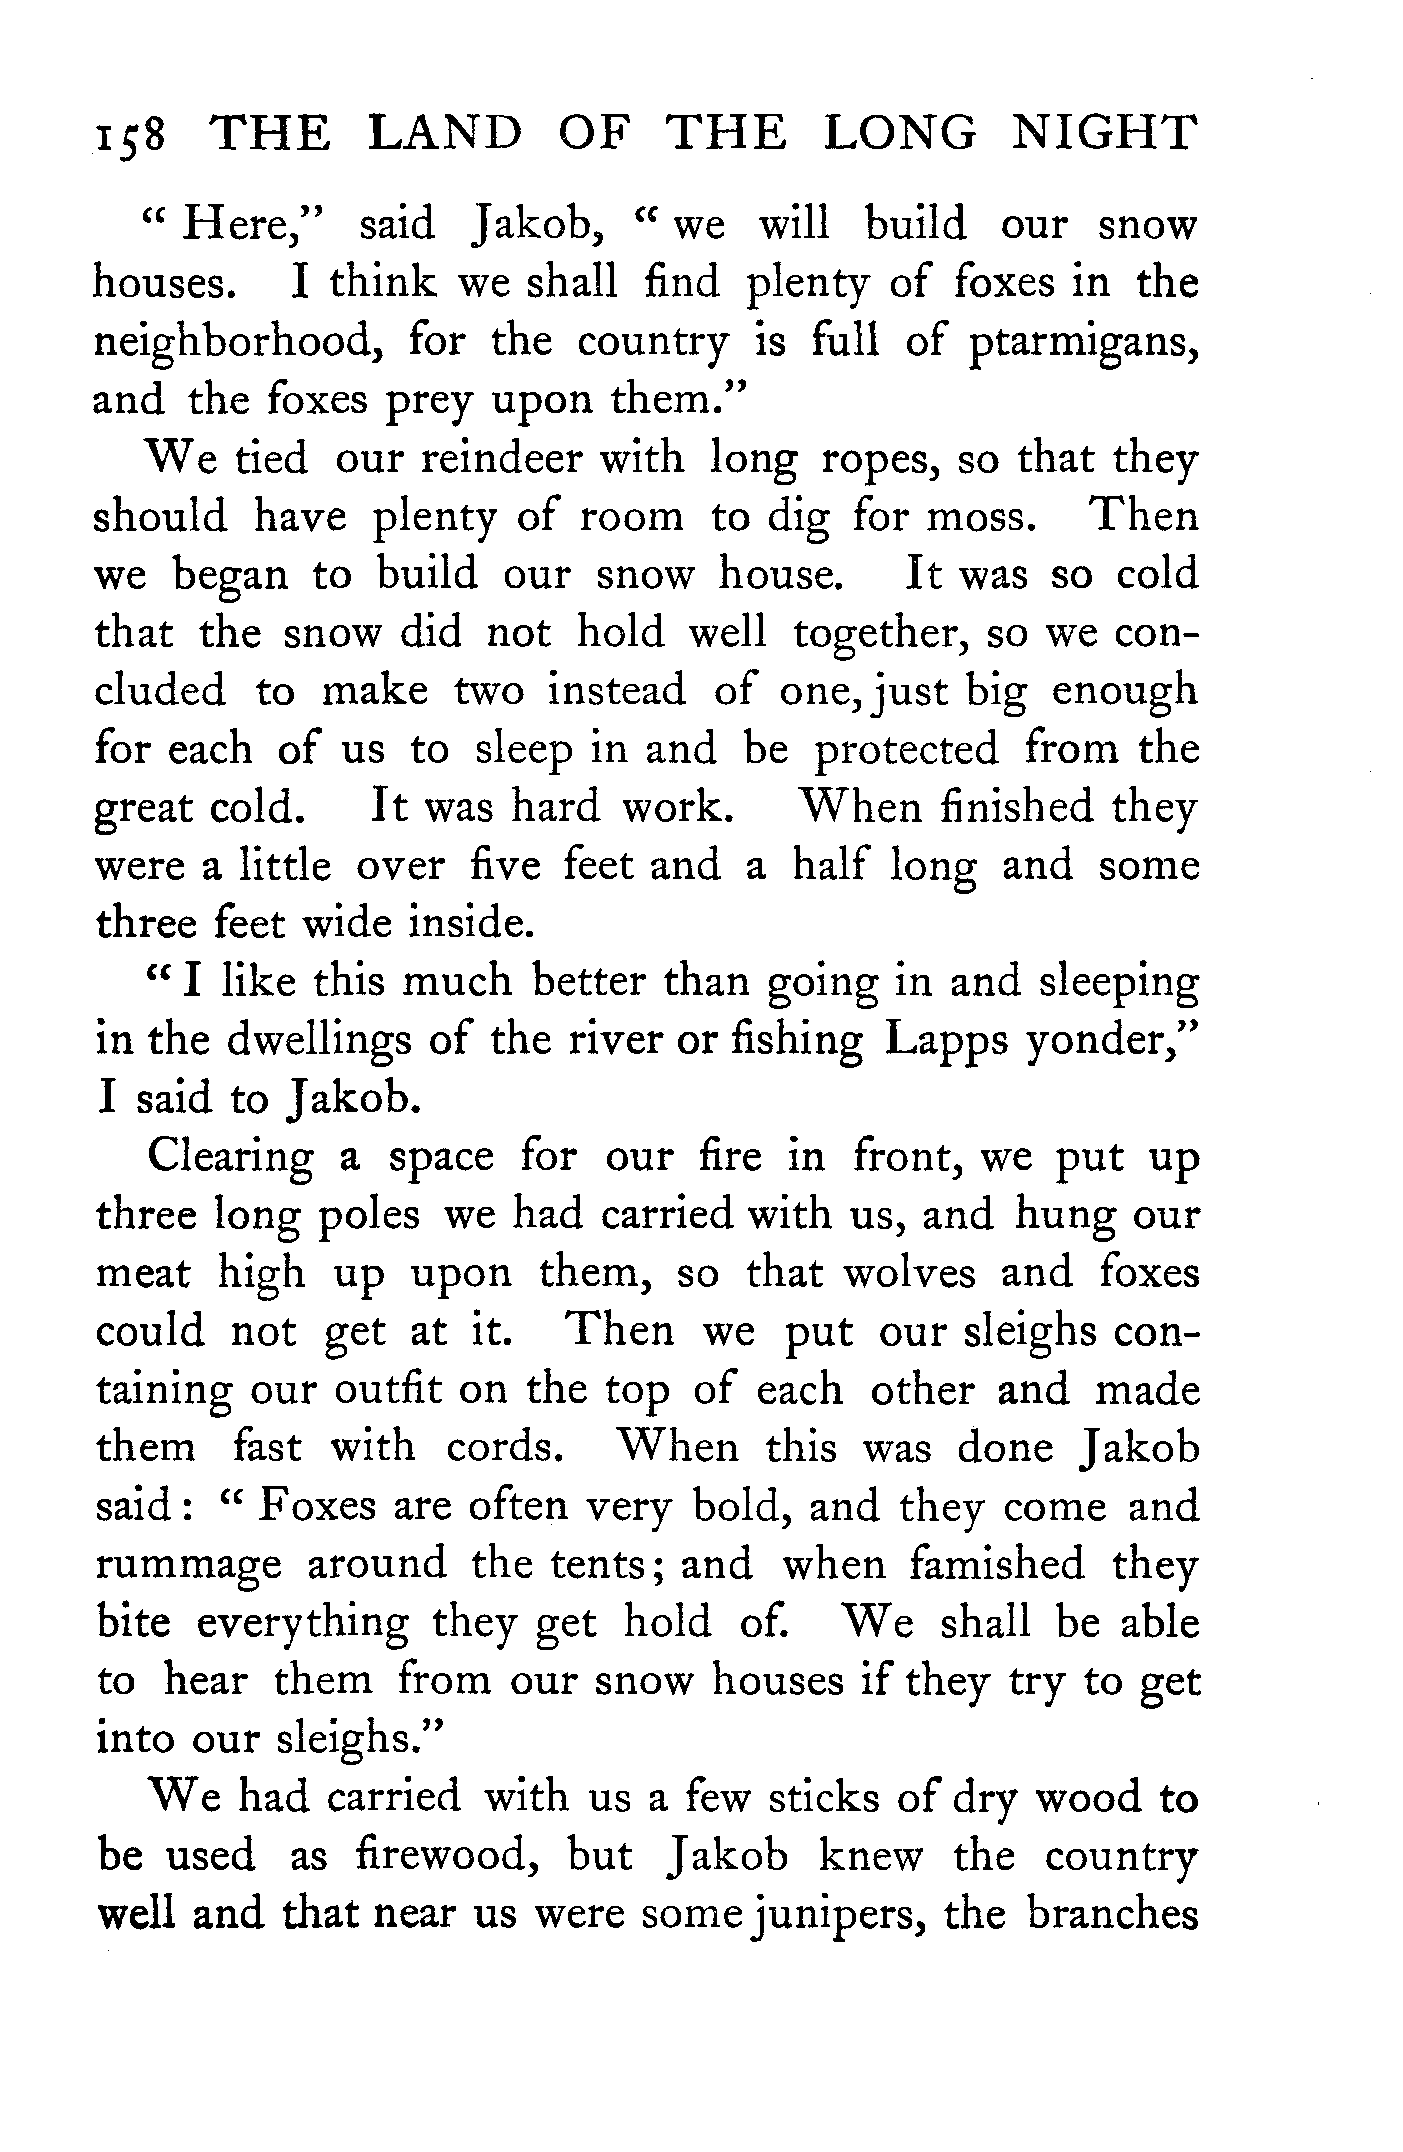 158 THE LAND OF THE LONG NIGHT
“ Here,” said Jakob, “ we will build our snow
houses. I think we shall find plenty of foxes in the
neighborhood, for the country is full of ptarmigans,
and the foxes prey upon them.”
We tied our reindeer with long ropes, so that they
should have plenty of room to dig for moss. Then
we began to build our snow house. It was so cold
that the snow did not hold well together, so we con-
cluded to make two instead of one, just big enough
for each of us to sleep in and be protected from the
great cold. It was hard work. When finished they
were a little over five feet and a half long and some
three feet wide inside.
“ I like this much better than going in and sleeping
in the dwellings of the river or fishing Lapps yonder,”
I said to Jakob.
Clearing a space for our fire in front, we put up
three long poles we had carried with us, and hung our
meat high up upon them, so that wolves and foxes
could not get at it. Then we put our sleighs con-
taining our outfit on the top of each other and made
them fast with cords. When this was done Jakob
said : “ Foxes are often very bold, and they come and
rummage around the tents ; and when famished they
bite everything they get hold of. We shall be able
to hear them from our snow houses if they try to get
into our sleighs.”
We had carried with us a few sticks of dry wood to
be used as firewood, but Jakob knew the country
well and that near us were some junipers, the branches